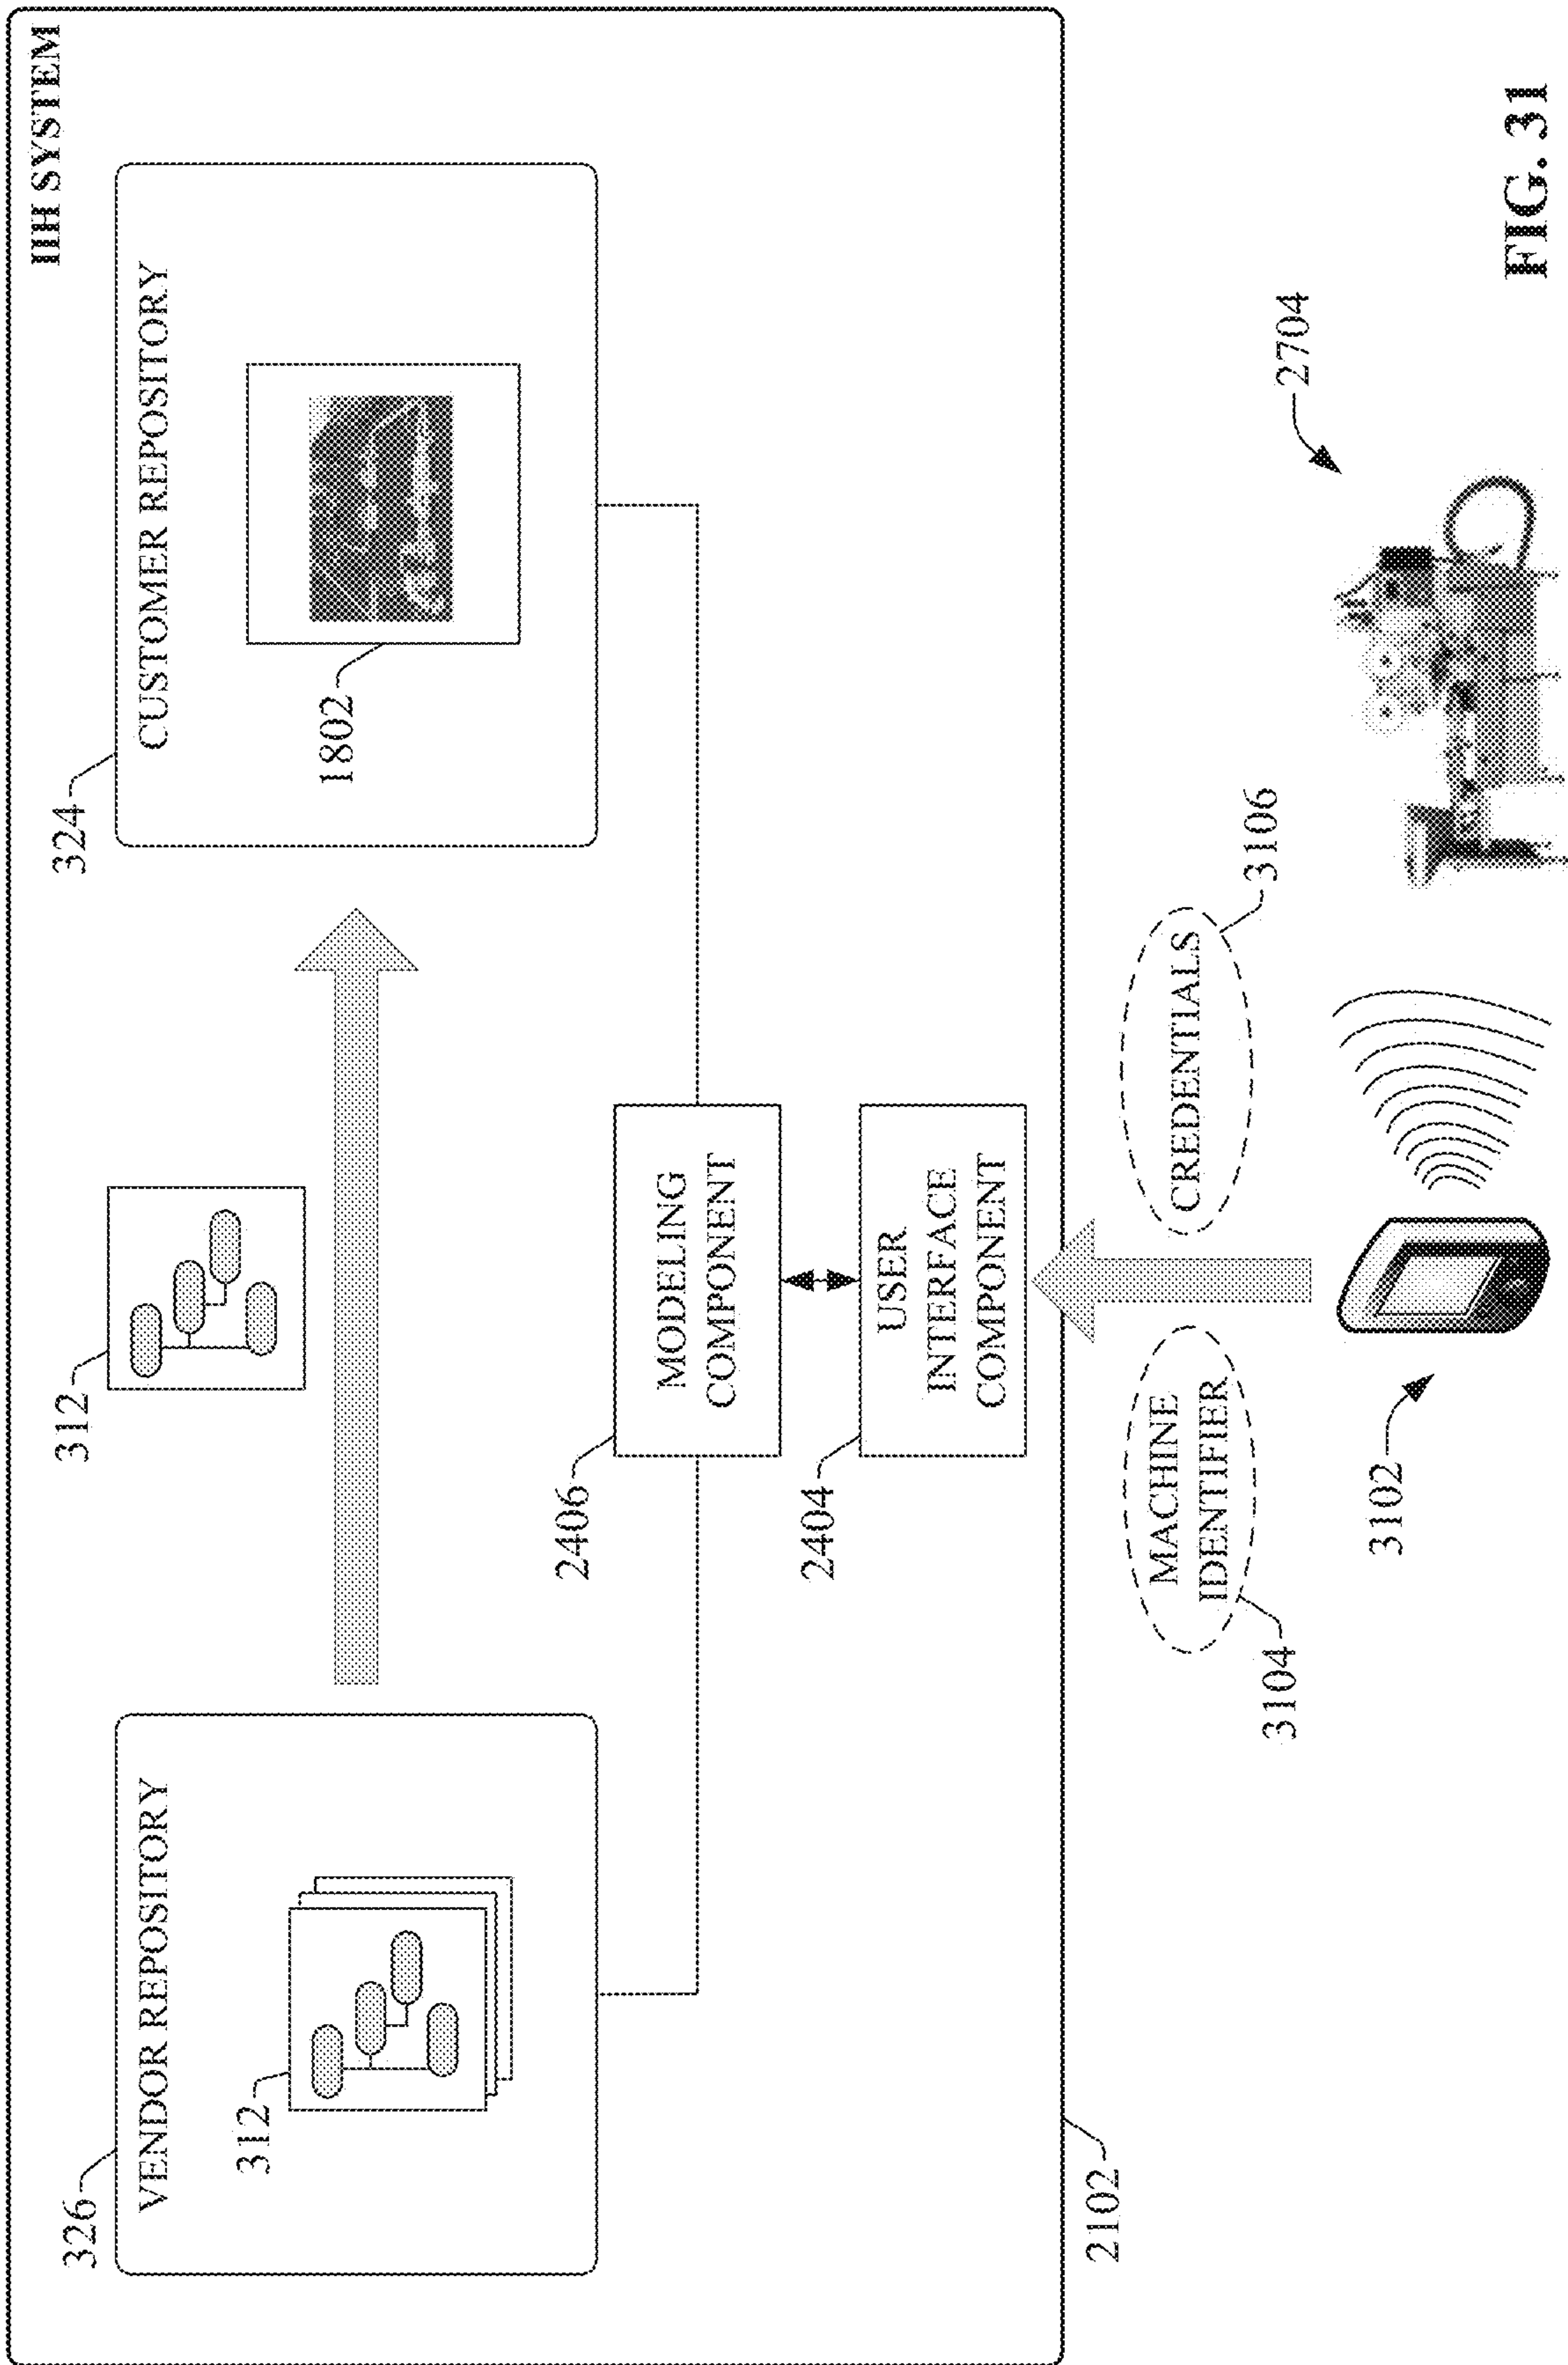 IIH SYSTEM
326
VENDOR REPOSITORY
312
312
324
CUSTOMER REPOSITORY
1802
2406
MODELING
COMPONENT
2404
USER
INTERFACE
COMPONENT
2102
3104
MACHINE
IDENTIFIER
CREDENTIALS
3106
3102
2704
FIG. 31